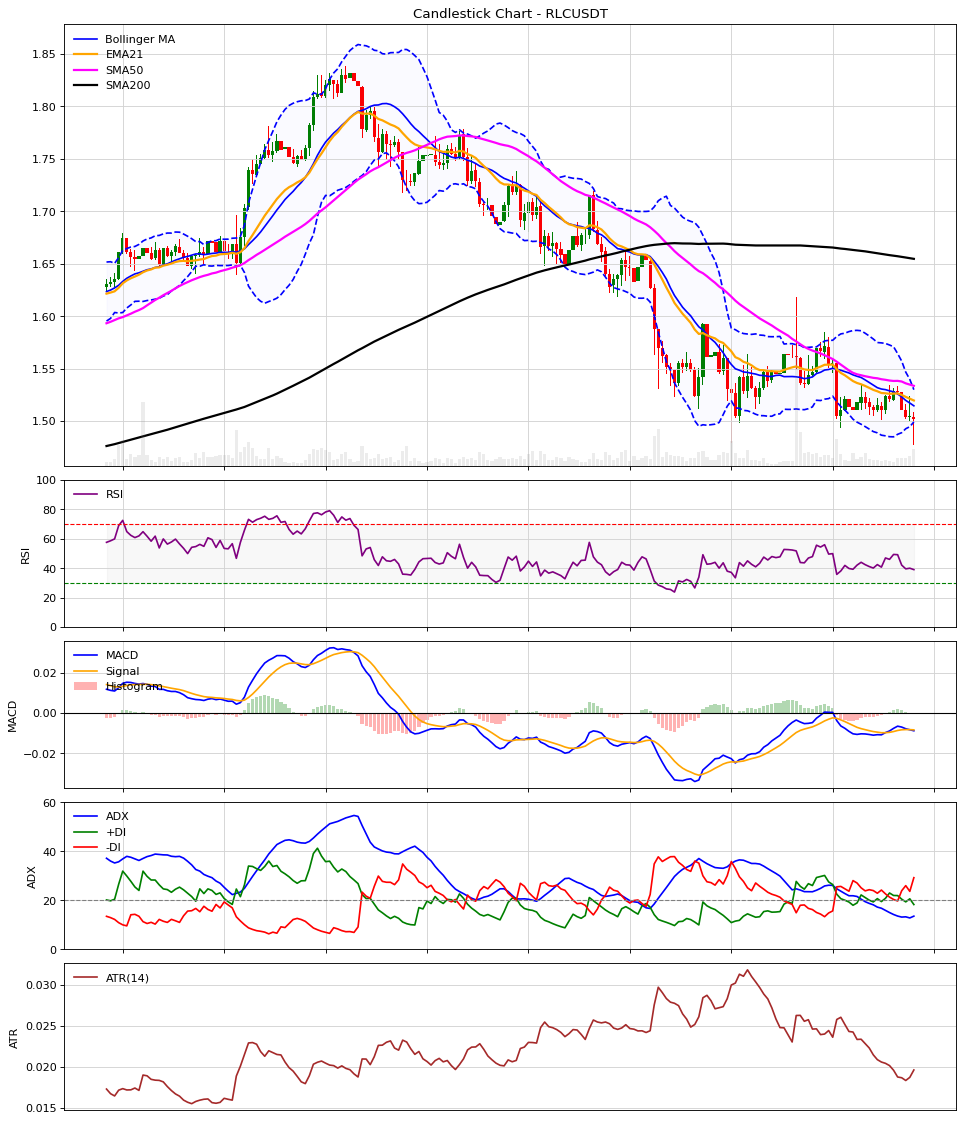 Candlestick Chart - RLCUSDT
Bollinger MA
EMA21
SMA50
SMA200
1.85
1.80
1.75
1.70
1.65
1.60
1.55
1.50
RSI
RSI
100
80
60
40
20
0
MACD
Signal
Histogram
MACD
0.02
0.00
−0.02
ADX
+DI
-DI
ADX
60
40
20
0
ATR(14)
ATR
0.030
0.025
0.020
0.015